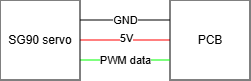 GND
SG90 servo
5V
PCB
PWM data